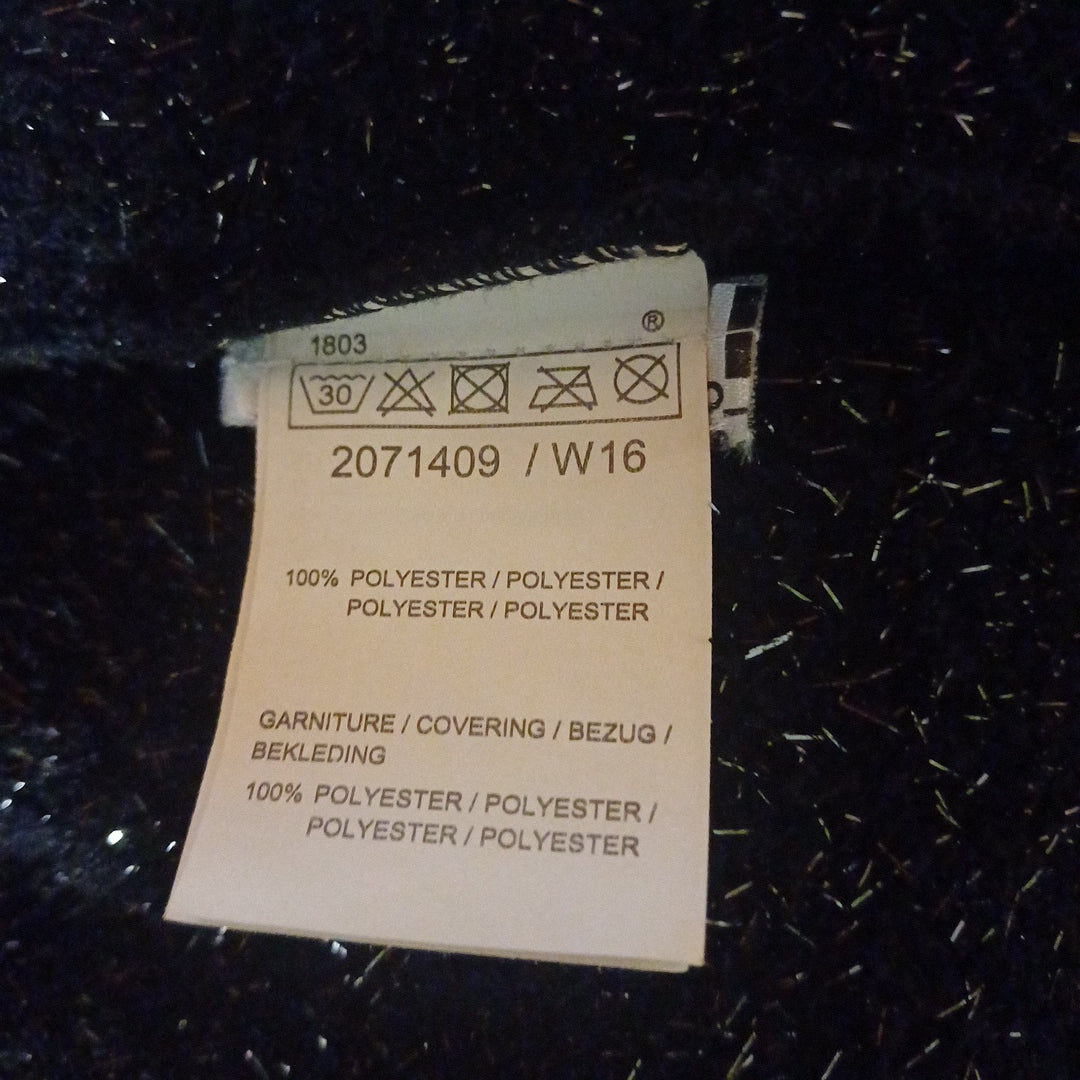 1803 ®
30
2071409 / W16
100% POLYESTER / POLYESTER /
POLYESTER / POLYESTER
GARNITURE / COVERING / BEZUG /
BEKLEDING
100% POLYESTER / POLYESTER /
POLYESTER / POLYESTER